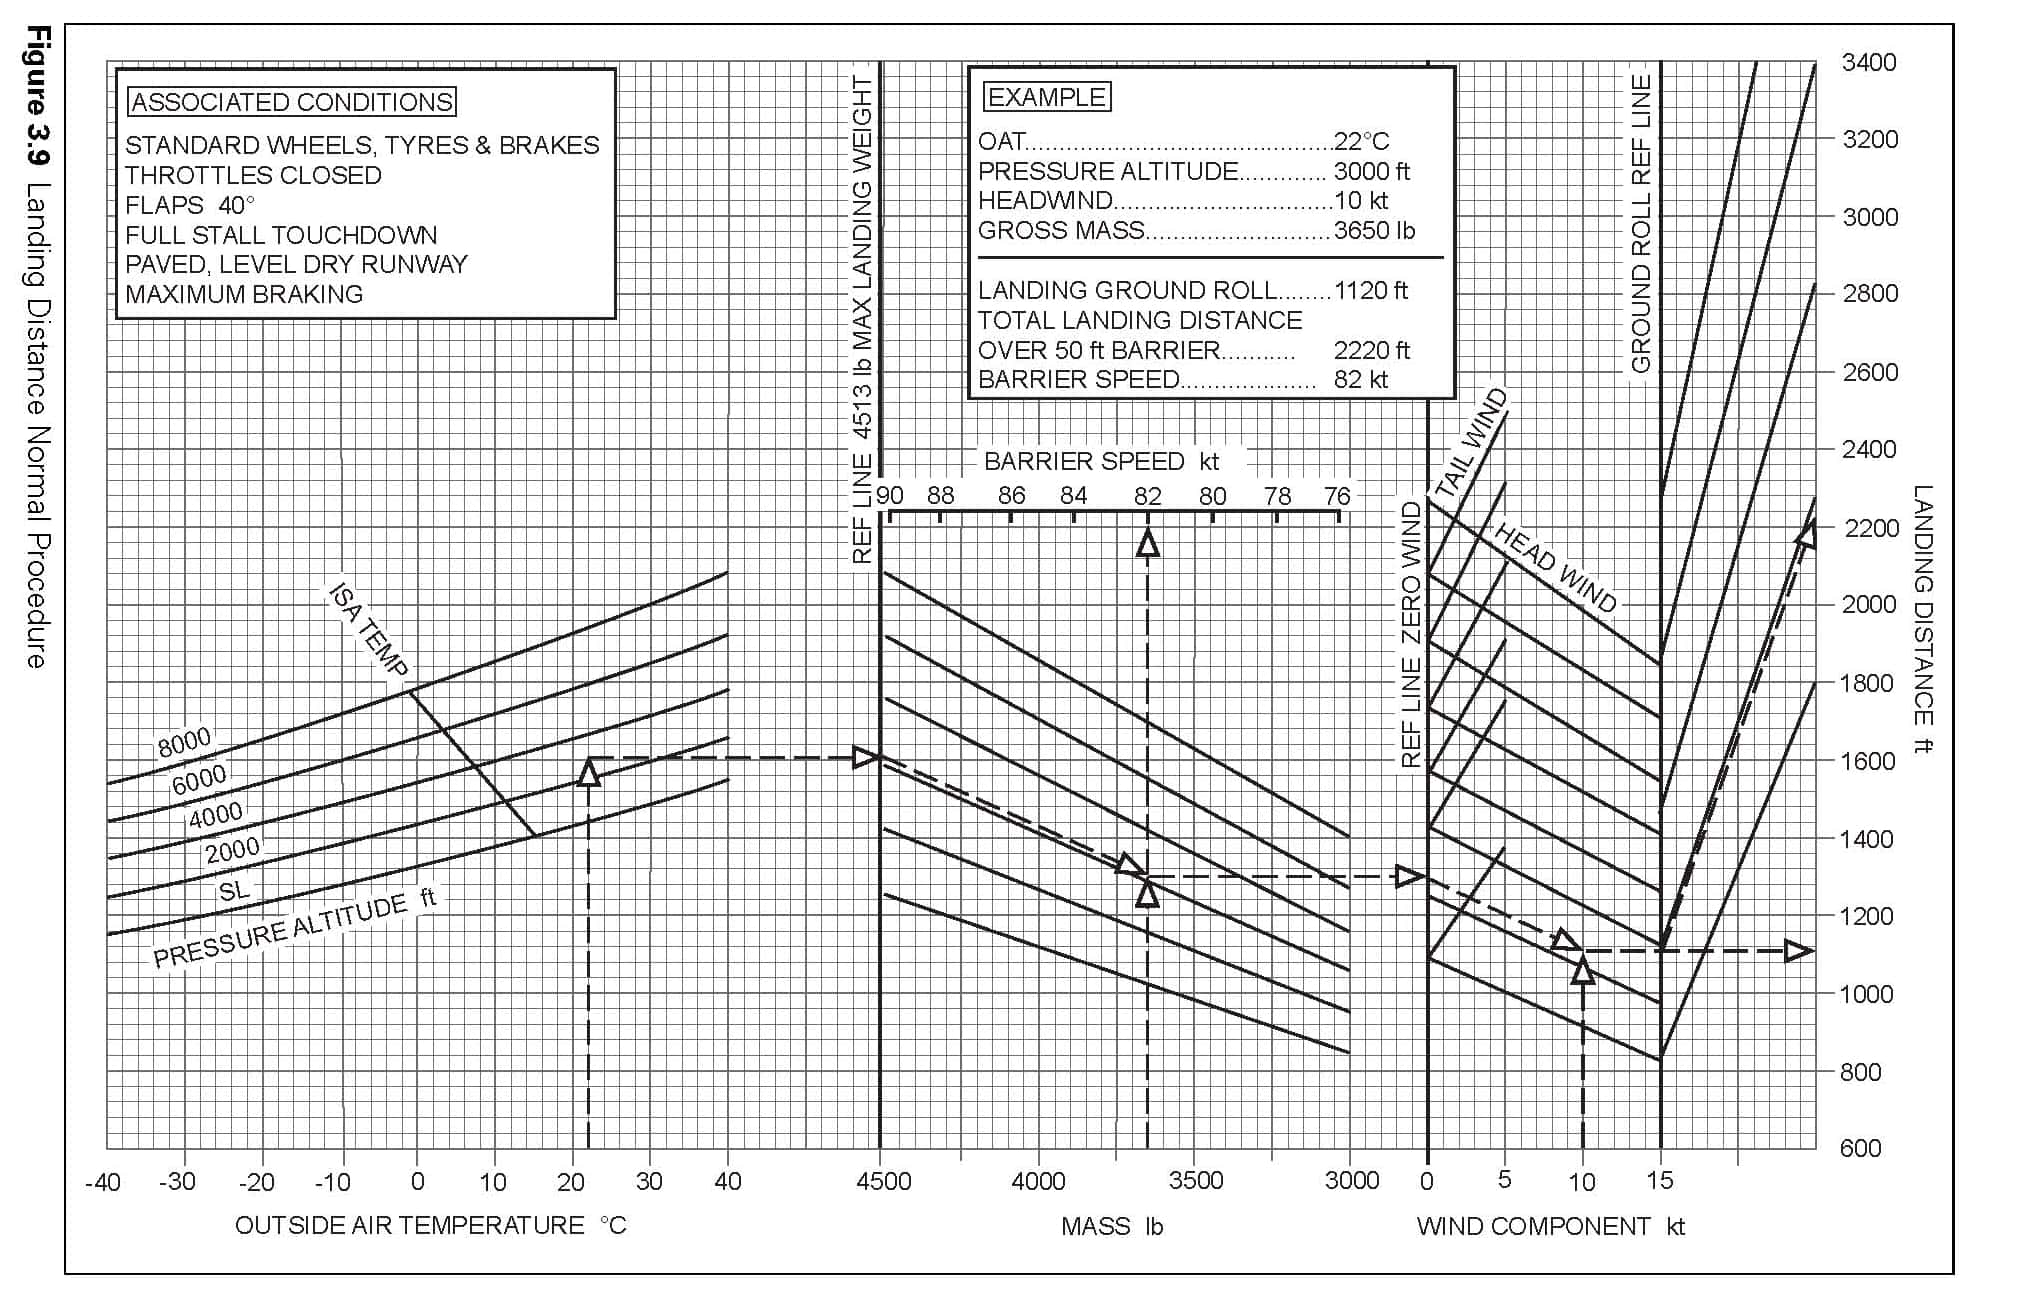 Figure 3.9 Landing Distance Normal Procedure
ASSOCIATED CONDITIONS
STANDARD WHEELS, TYRES & BRAKES
THROTTLES CLOSED
FLAPS 40°
FULL STALL TOUCHDOWN
PAVED, LEVEL DRY RUNWAY
MAXIMUM BRAKING
REF LINE 4513 lb MAX LANDING WEIGHT
EXAMPLE
OAT..................................22°C
PRESSURE ALTITUDE............. 3000 ft
HEADWIND........................10 kt
GROSS MASS.....................3650 lb
LANDING GROUND ROLL........1120 ft
TOTAL LANDING DISTANCE
OVER 50 ft BARRIER........... 2220 ft
BARRIER SPEED.................... 82 kt
BARRIER SPEED kt
90 88 86 84 82 80 78 76
REF LINE ZERO WIND
TAIL WIND
HEAD WIND
GROUND ROLL REF LINE
3400
3200
3000
2800
2600
2400
2200
2000
1800
1600
1400
1200
1000
800
600
LANDING DISTANCE ft
ISA TEMP
8000
6000
4000
2000
SL
PRESSURE ALTITUDE ft
-40 -30 -20 -10 0 10 20 30 40 4500 4000 3500 3000 0 5 10 15
OUTSIDE AIR TEMPERATURE °C MASS lb WIND COMPONENT kt